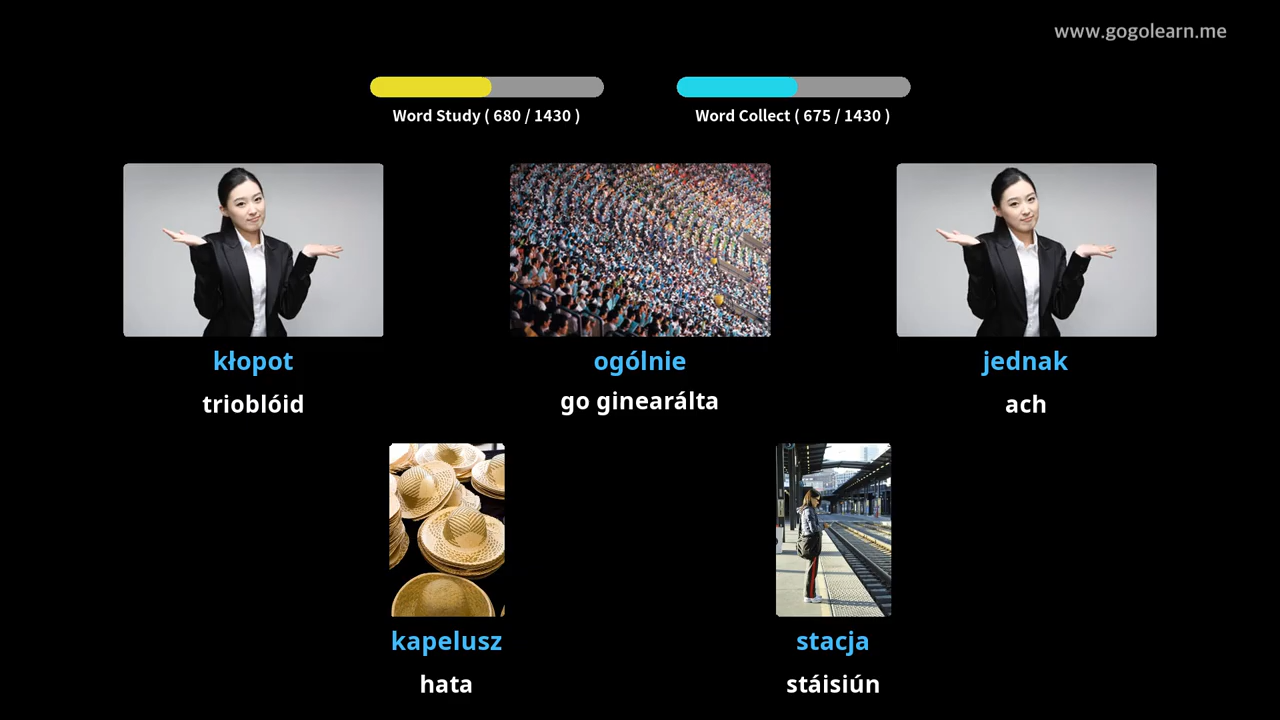 www.gogolearn.me
Word Study ( 680 / 1430 )
Word Collect ( 675 / 1430 )
kłopot
trioblóid
ogólnie
go ginearálta
jednak
ach
kapelusz
hata
stacja
stáisiún